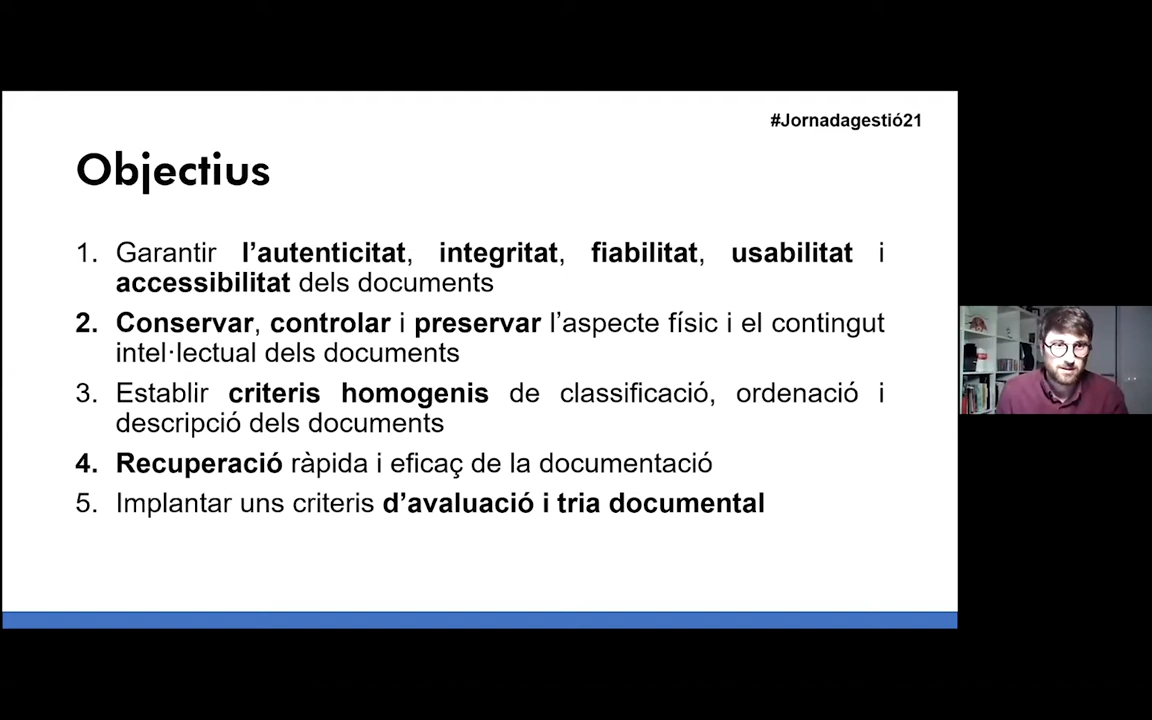 #Jornadagestió21
Objectius
1. Garantir l’autenticitat, integritat, fiabilitat, usabilitat i
accessibilitat dels documents
2. Conservar, controlar i preservar l’aspecte físic i el contingut
intel·lectual dels documents
3. Establir criteris homogenis de classificació, ordenació i
descripció dels documents
4. Recuperació ràpida i eficaç de la documentació
5. Implantar uns criteris d’avaluació i tria documental